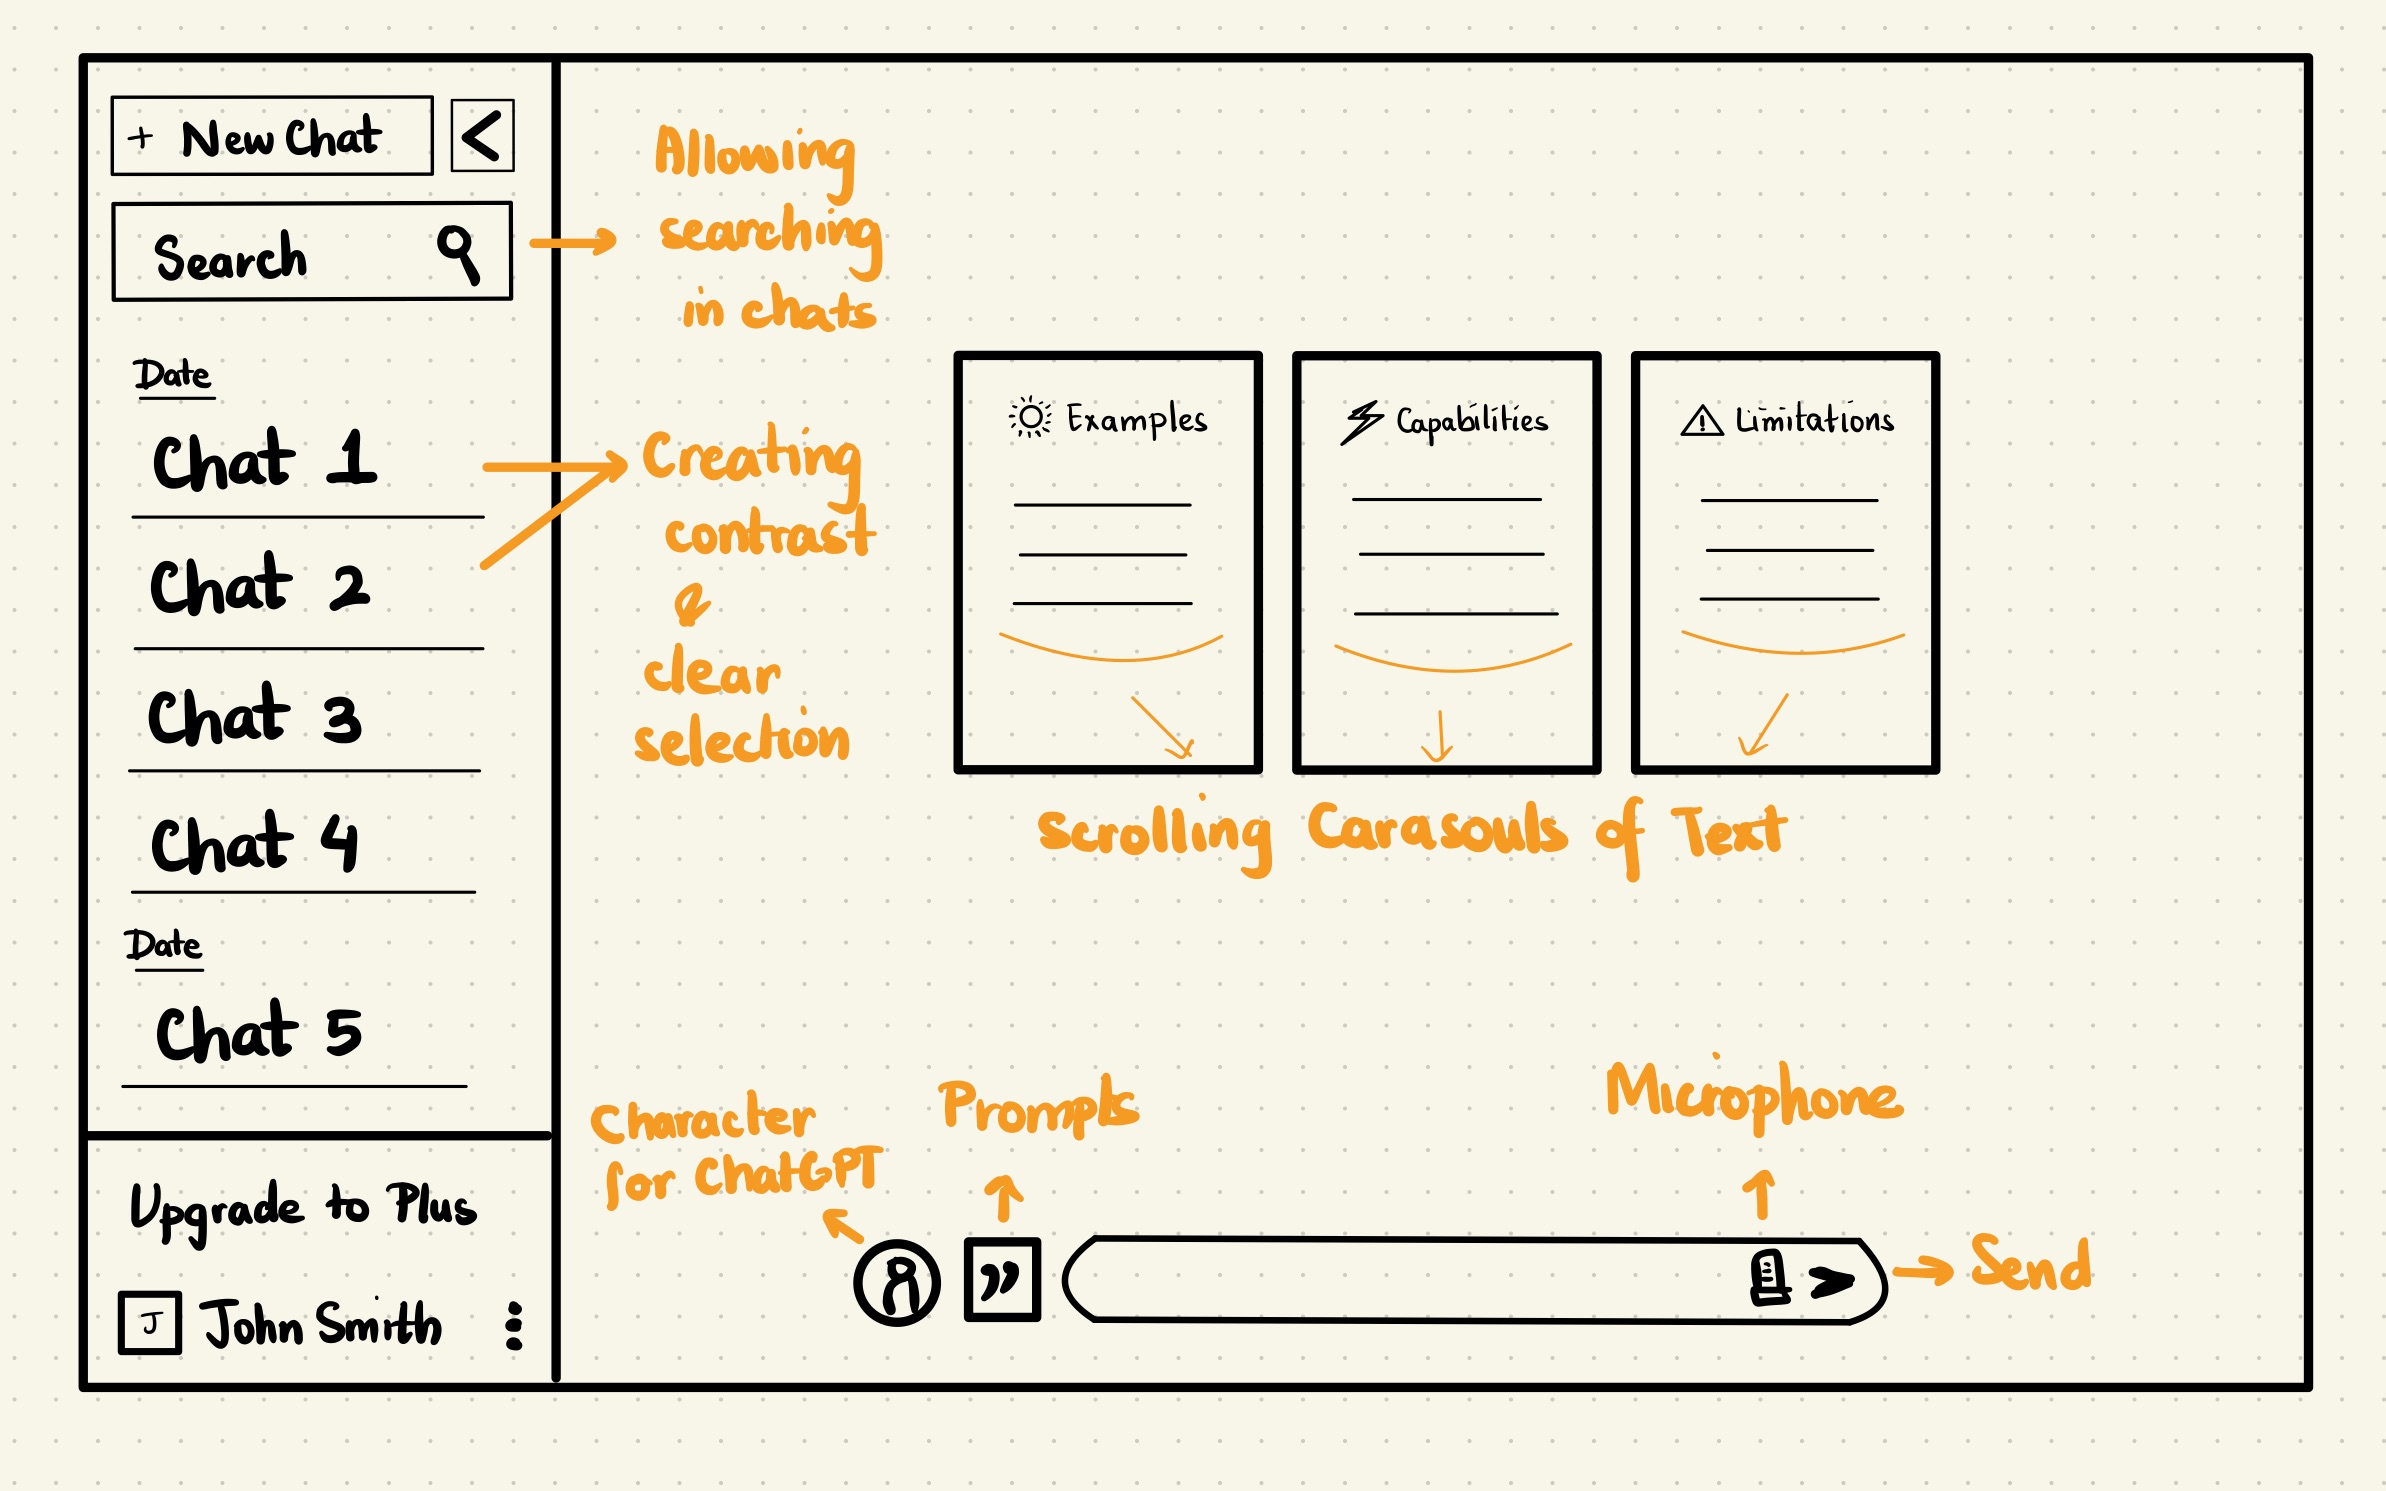 + New Chat <
Search
Date
Chat 1
Chat 2
Chat 3
Chat 4
Date
Chat 5
Upgrade to Plus
J John Smith
Allowing
searching
in chats
Creating
contrast
&
clear
selection
Examples
Capabilities
! Limitations
Scrolling Carasouls of Text
Character
for ChatGPT
Prompts
Microphone
”
Send